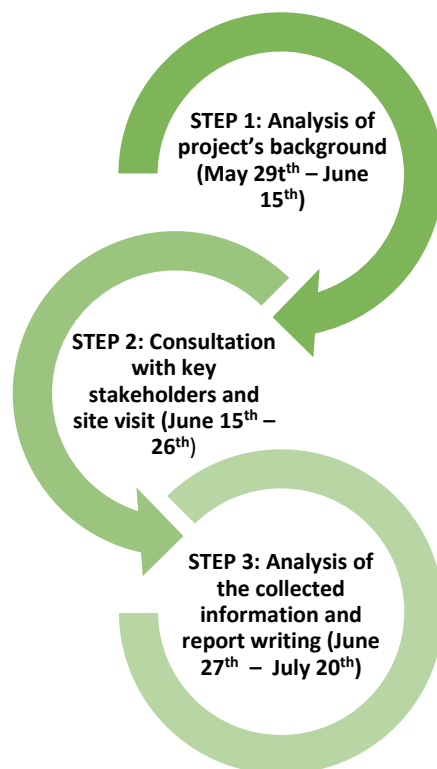 STEP 1: Analysis of
project's background
(May 29tᵗʰ – June
15ᵗʰ)
STEP 2: Consultation
with key
stakeholders and
site visit (June 15ᵗʰ –
26ᵗʰ)
STEP 3: Analysis of
the collected
information and
report writing (June
27ᵗʰ – July 20ᵗʰ)